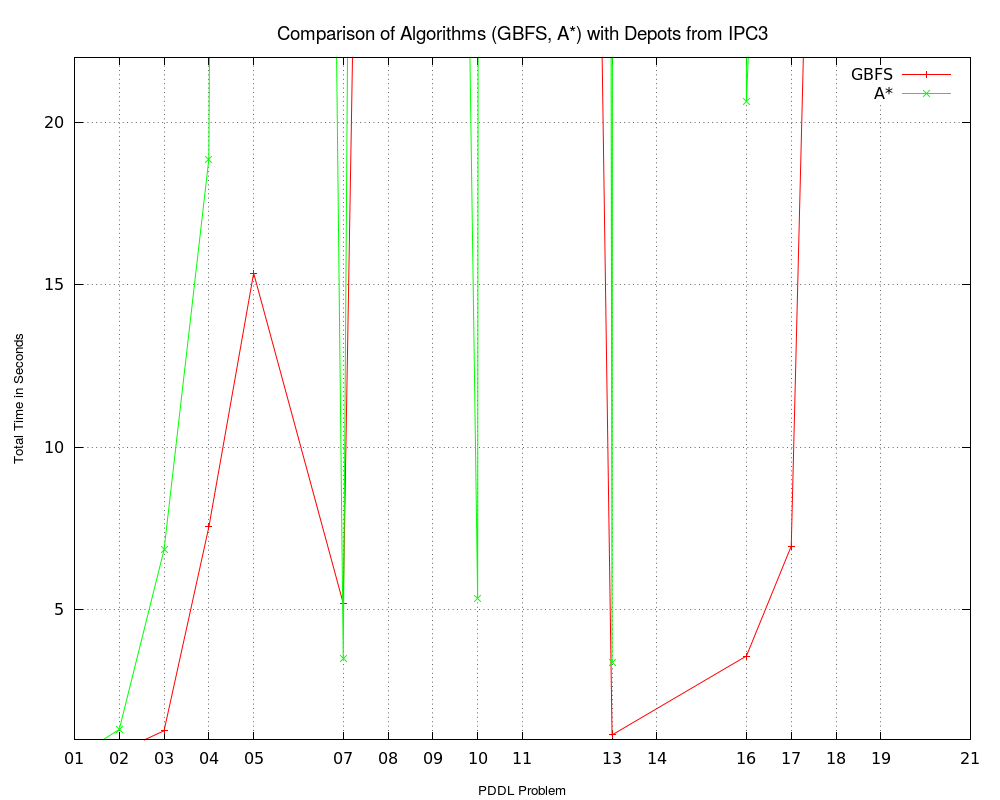 Comparison of Algorithms (GBFS, A*) with Depots from IPC3
GBFS
A*
20
15
10
5
Total Time in Seconds
01 02 03 04 05 07 08 09 10 11 13 14 16 17 18 19 21
PDDL Problem